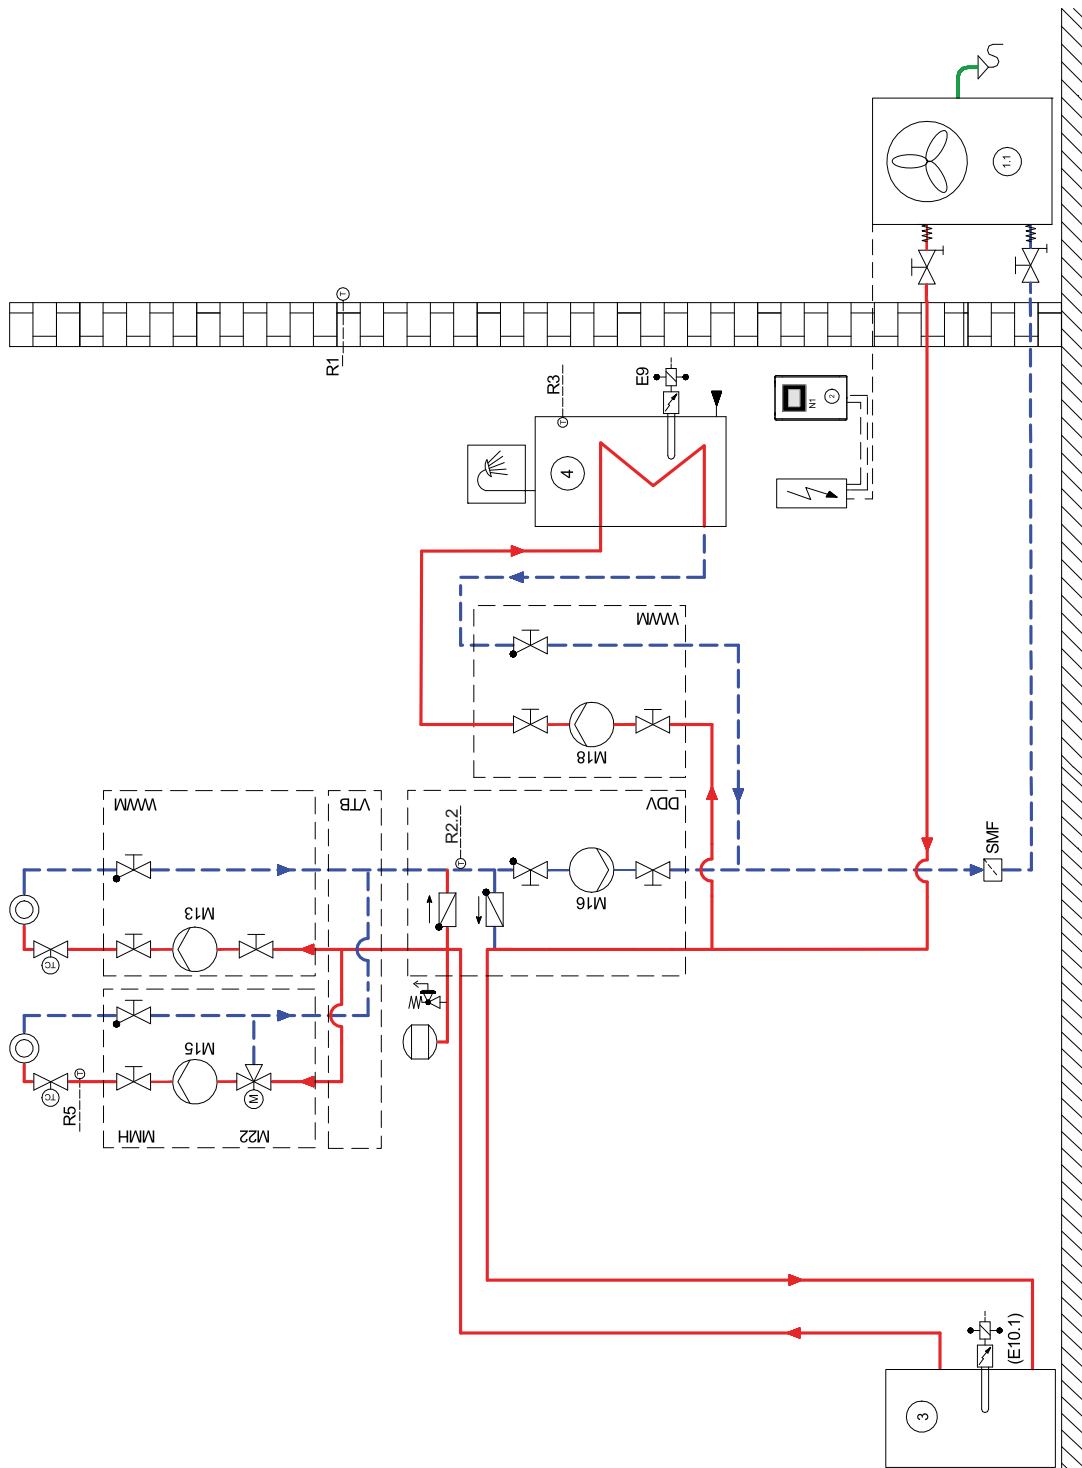 1.1
T
R1
R3
T
E9
4
N1
2
WWM
M18
WWM
VTB
R2.2
T
DDV
M13
M16
SMF
TC
M15
TC
R5
T
M
MMH
M22
(E10.1)
3